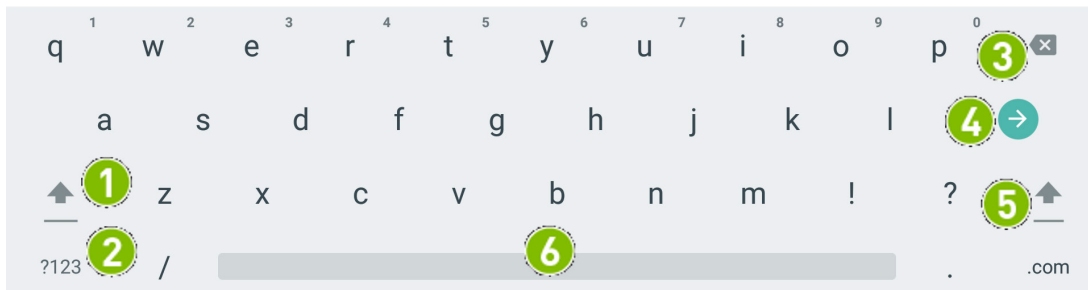 1 2 3 4 5 6 7 8 9 0
q w e r t y u i o p 3
a s d f g h j k l 4
1 z x c v b n m ! ? 5
?123 2 / 6 . .com